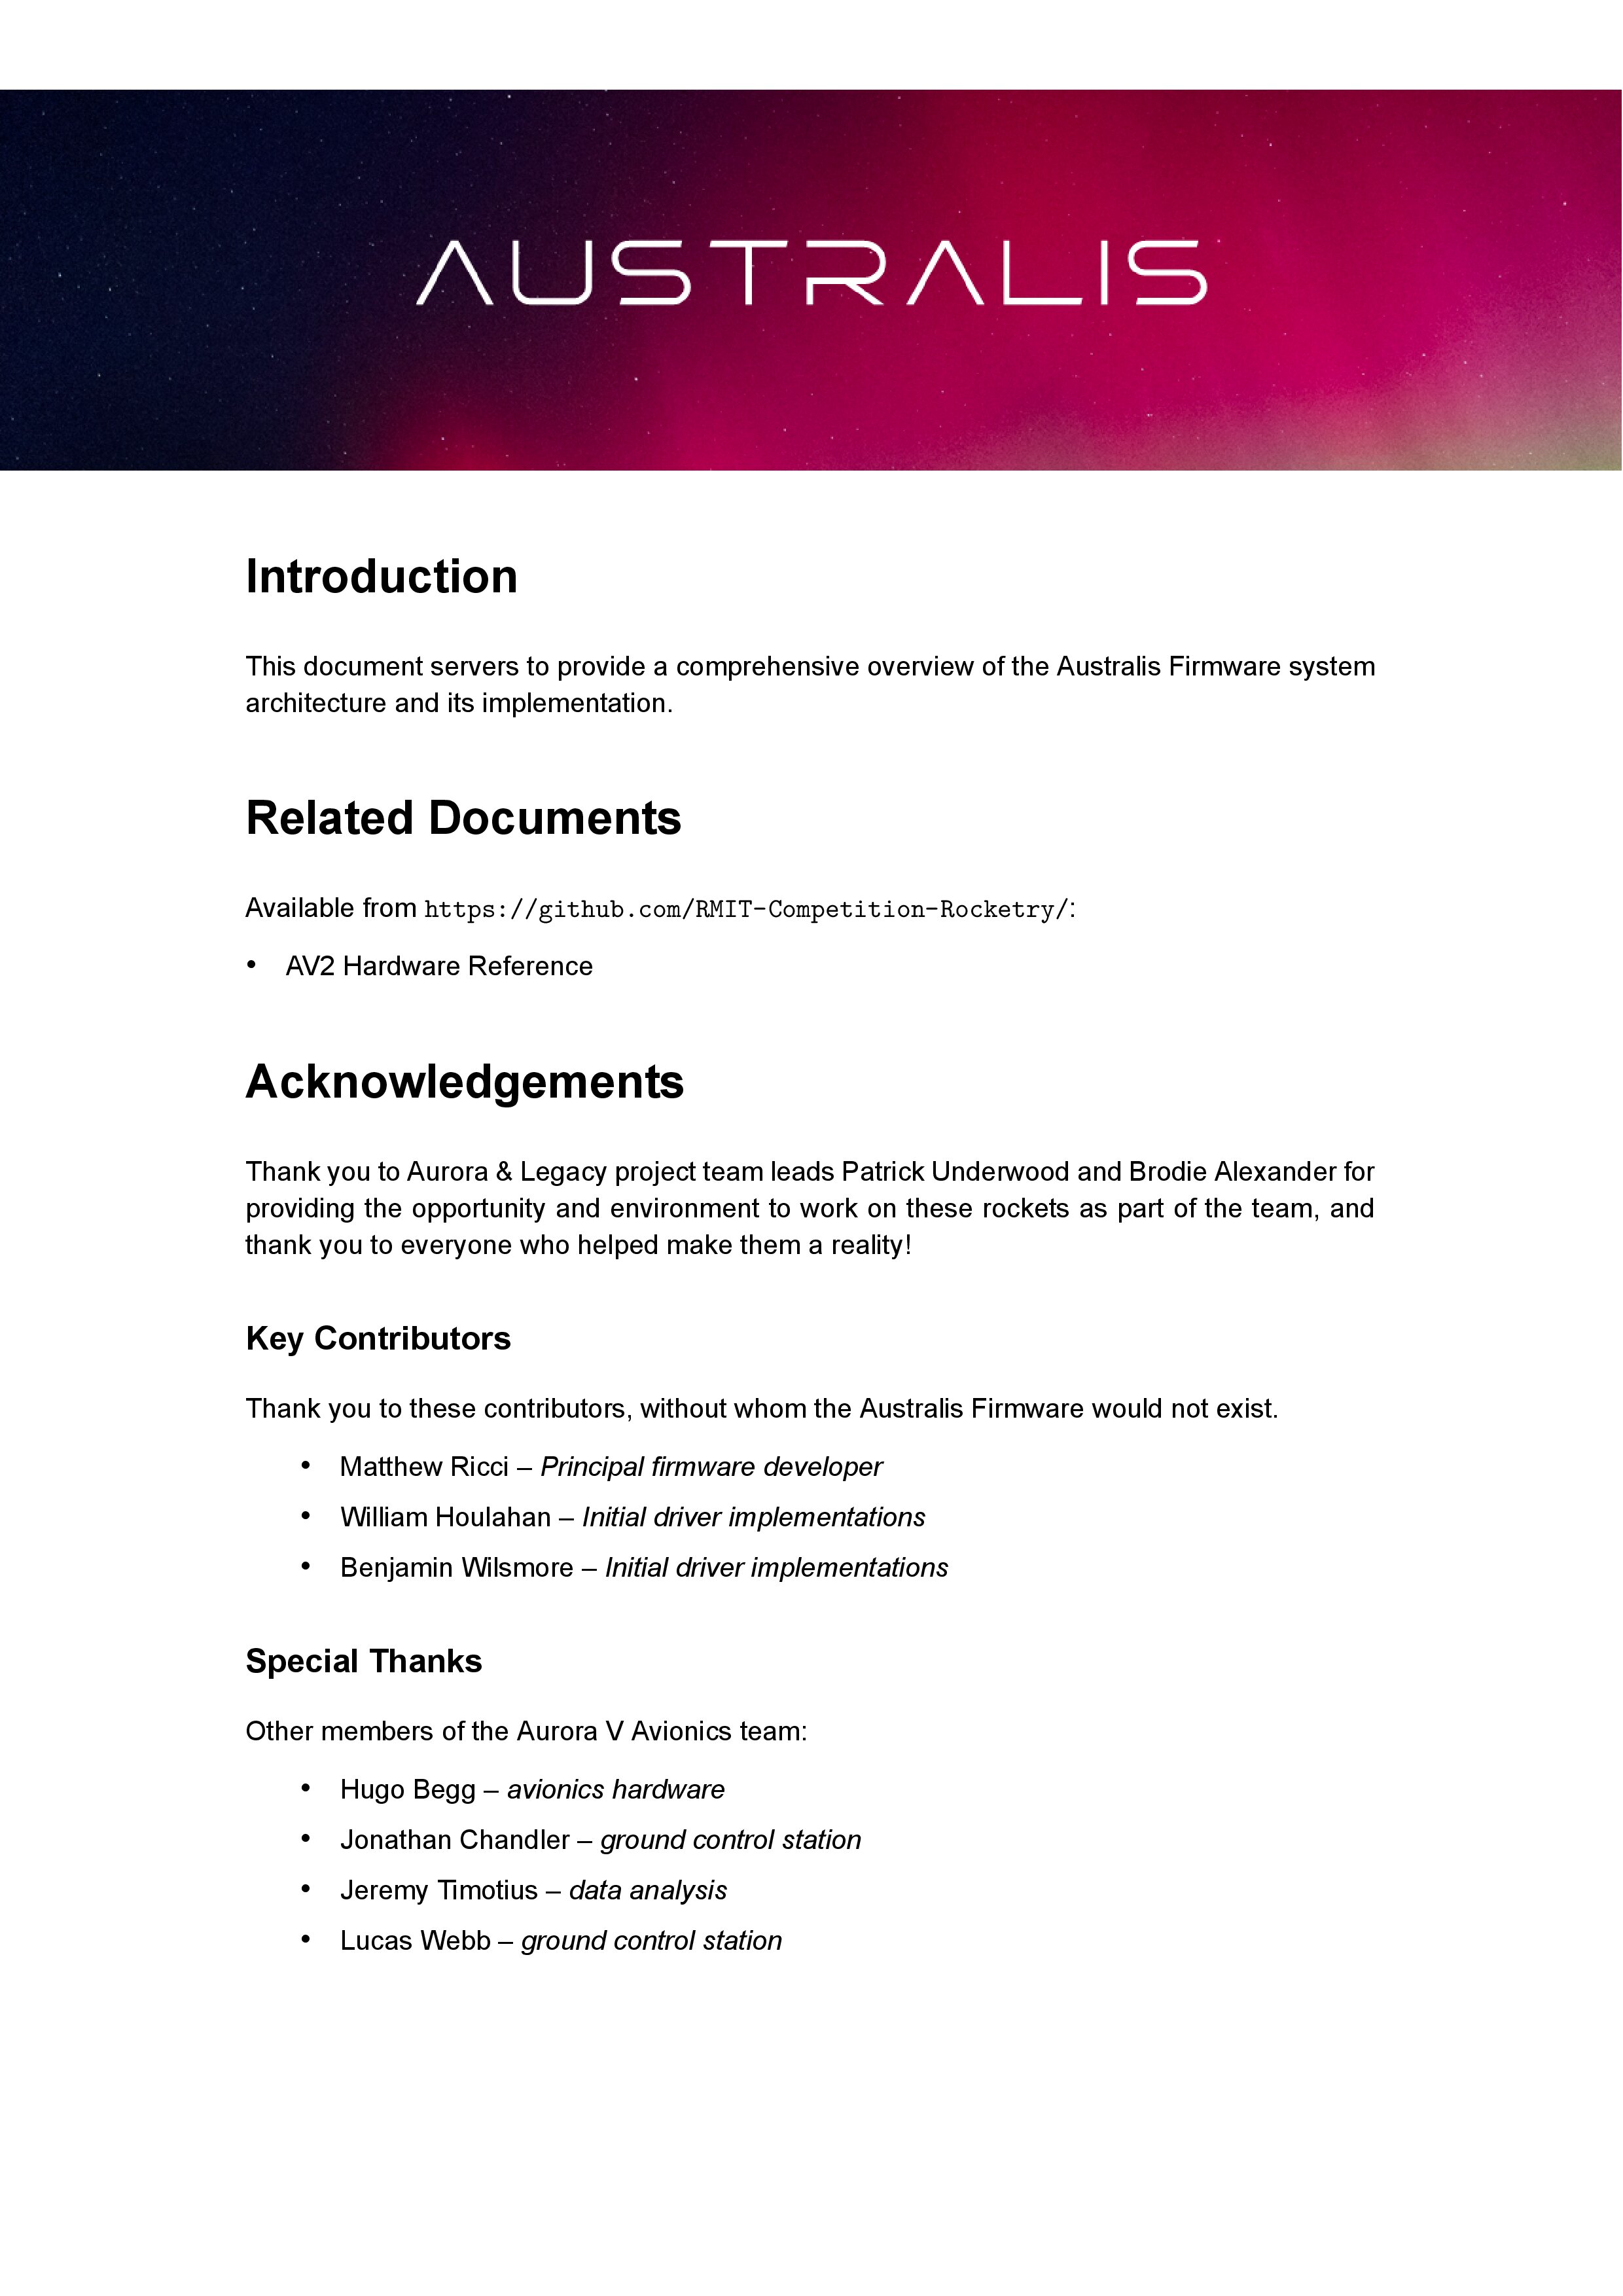 AUSTRALIS
Introduction
This document servers to provide a comprehensive overview of the Australis Firmware system
architecture and its implementation.
Related Documents
Available from https://github.com/RMIT-Competition-Rocketry/:
• AV2 Hardware Reference
Acknowledgements
Thank you to Aurora & Legacy project team leads Patrick Underwood and Brodie Alexander for
providing the opportunity and environment to work on these rockets as part of the team, and
thank you to everyone who helped make them a reality!
Key Contributors
Thank you to these contributors, without whom the Australis Firmware would not exist.
• Matthew Ricci – Principal firmware developer
• William Houlahan – Initial driver implementations
• Benjamin Wilsmore – Initial driver implementations
Special Thanks
Other members of the Aurora V Avionics team:
• Hugo Begg – avionics hardware
• Jonathan Chandler – ground control station
• Jeremy Timotius – data analysis
• Lucas Webb – ground control station